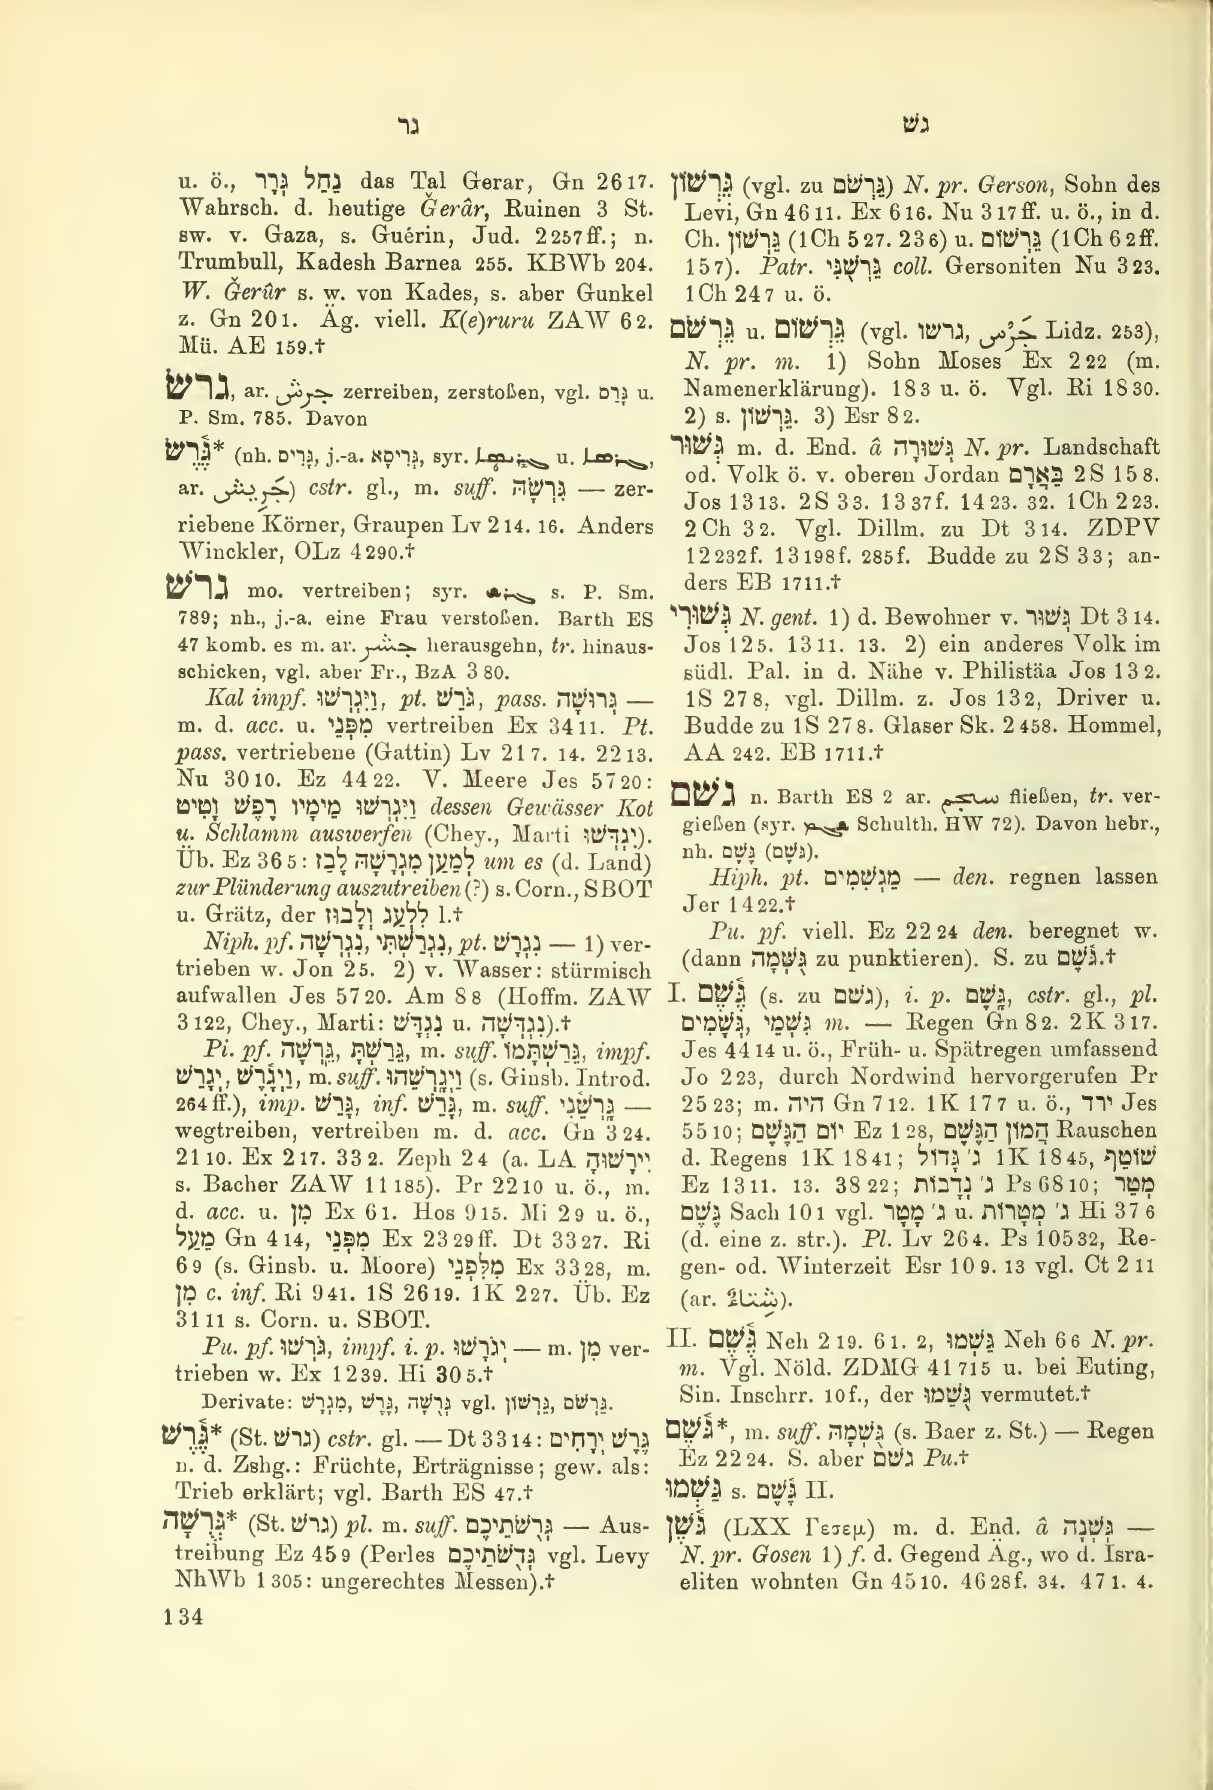 גר
גשׁ
u. ö., נַחַל גְּרָר das Tal Gerar, Gn 26 17.
Wahrsch. d. heutige Ǧerâr, Ruinen 3 St.
sw. v. Gaza, s. Guérin, Jud. 2 257 ff.; n.
Trumbull, Kadesh Barnea 255. KBWb 204.
W. Ǧerûr s. w. von Kades, s. aber Gunkel
z. Gn 20 1. Äg. viell. K(e)ruru ZAW 6 2.
Mü. AE 159.†
גרשׂ, ar. جرش zerreiben, zerstoßen, vgl. גרס u.
P. Sm. 785. Davon
גֶּרֶשׂ* (nh. גְּרִיס, j.-a. גְּרִיסָא, syr. u.
ar. جَرِيش) cstr. gl., m. suff. גִּרְשָׂהּ — zer-
riebene Körner, Graupen Lv 2 14. 16. Anders
Winckler, OLz 4 290.†
גרשׁ mo. vertreiben; syr. s. P. Sm.
789; nh., j.-a. eine Frau verstoßen. Barth ES
47 komb. es m. ar. جشر herausgehn, tr. hinaus-
schicken, vgl. aber Fr., BzA 3 80.
Kal impf. וַיִּגְרְשׁוּ, pt. גֹּרֵשׁ, pass. גְּרוּשָׁה —
m. d. acc. u. מִפְּנֵי vertreiben Ex 34 11. Pt.
pass. vertriebene (Gattin) Lv 21 7. 14. 22 13.
Nu 30 10. Ez 44 22. V. Meere Jes 57 20:
וַיִּגְרְשׁוּ מֵימָיו רֶפֶשׁ וָטִיט dessen Gewässer Kot
u. Schlamm auswerfen (Chey., Marti יִגְדְּשׁוּ).
Üb. Ez 36 5: לְמַעַן מִגְרָשָׁהּ לָבַז um es (d. Land)
zur Plünderung auszutreiben (?) s. Corn., SBOT
u. Grätz, der לְלַעַג וְלָבוּז l.†
Niph. pf. נִגְרְשָׁה, נִגְרַשְׁתִּי, pt. נִגְרָשׁ — 1) ver-
trieben w. Jon 2 5. 2) v. Wasser: stürmisch
aufwallen Jes 57 20. Am 8 8 (Hoffm. ZAW
3 122, Chey., Marti: נִגְדָּשׁ u. נִגְדְּשָׁה).†
Pi. pf. גֵּרְשָׁה, גֵּרַשְׁתָּ, m. suff. גֵּרַשְׁתָּמוֹ, impf.
יְגָרֵשׁ, וַיְגָרֶשׁ, m. suff. וַיְגָרְשֵׁהוּ (s. Ginsb. Introd.
264 ff.), imp. גָּרֵשׁ, inf. גָּרֵשׁ, m. suff. גָּרְשֵׁנִי —
wegtreiben, vertreiben m. d. acc. Gn 3 24.
21 10. Ex 2 17. 33 2. Zeph 2 4 (a. LA יירשׁוּה
s. Bacher ZAW 11 185). Pr 22 10 u. ö., m.
d. acc. u. מִן Ex 6 1. Hos 9 15. Mi 2 9 u. ö.,
מֵעַל Gn 4 14, מִפְּנֵי Ex 23 29 ff. Dt 33 27. Ri
6 9 (s. Ginsb. u. Moore) מִלִּפְנֵי Ex 33 28, m.
מִן c. inf. Ri 9 41. 1S 26 19. 1K 2 27. Üb. Ez
31 11 s. Corn. u. SBOT.
Pu. pf. גֹּרְשׁוּ, impf. i. p. יְגֹרָשׁוּ — m. מִן ver-
trieben w. Ex 12 39. Hi 30 5.†
Derivate: גֶּרֶשׁ, גְּרֻשָׁה, מִגְרָשׁ vgl. גֵּרְשֹׁם, גֵּרְשׁוֹן.
גֶּרֶשׁ* (St. גרשׁ) cstr. gl. — Dt 33 14: גֶּרֶשׁ יְרָחִים
n. d. Zshg.: Früchte, Erträgnisse; gew. als:
Trieb erklärt; vgl. Barth ES 47.†
גְּרֻשָׁה* (St. גרשׁ) pl. m. suff. גְּרֻשֹׁתֵיכֶם — Aus-
treibung Ez 45 9 (Perles גְּדֻשֹׁתֵיכֶם vgl. Levy
NhWb 1 305: ungerechtes Messen).†
134
גֵּרְשׁוֹן (vgl. zu גֵּרְשֹׁם) N. pr. Gerson, Sohn des
Levi, Gn 46 11. Ex 6 16. Nu 3 17 ff. u. ö., in d.
Ch. גֵּרְשׁוֹן (1Ch 5 27. 23 6) u. גֵּרְשׁוֹם (1Ch 6 2 ff.
15 7). Patr. גֵּרְשֻׁנִּי coll. Gersoniten Nu 3 23.
1Ch 24 7 u. ö.
גֵּרְשֹׁם u. גֵּרְשׁוֹם (vgl. גרשו, Lidz. 253),
N. pr. m. 1) Sohn Moses Ex 2 22 (m.
Namenerklärung). 18 3 u. ö. Vgl. Ri 18 30.
2) s. גֵּרְשׁוֹן. 3) Esr 8 2.
גְּשׁוּר m. d. End. â גְּשׁוּרָה N. pr. Landschaft
od. Volk ö. v. oberen Jordan בַּאֲרָם 2S 15 8.
Jos 13 13. 2S 3 3. 13 37 f. 14 23. 32. 1Ch 2 23.
2 Ch 3 2. Vgl. Dillm. zu Dt 3 14. ZDPV
12 232 f. 13 198 f. 285 f. Budde zu 2S 3 3; an-
ders EB 1711.†
גְּשׁוּרִי N. gent. 1) d. Bewohner v. גְּשׁוּר Dt 3 14.
Jos 12 5. 13 11. 13. 2) ein anderes Volk im
südl. Pal. in d. Nähe v. Philistäa Jos 13 2.
1S 27 8, vgl. Dillm. z. Jos 13 2, Driver u.
Budde zu 1S 27 8. Glaser Sk. 2 458. Hommel,
AA 242. EB 1711.†
גשׁם n. Barth ES 2 ar. سجم fließen, tr. ver-
gießen (syr. Schulth. HW 72). Davon hebr.,
nh. גֶּשֶׁם (גָּשַׁם).
Hiph. pt. מַגְשִׁמִים — den. regnen lassen
Jer 14 22.†
Pu. pf. viell. Ez 22 24 den. beregnet w.
(dann גֻּשְׁמָה zu punktieren). S. zu גֹּשֶׁם.†
I. גֶּשֶׁם (s. zu גשׁם), i. p. גָּשֶׁם, cstr. gl., pl.
גְּשָׁמִים, גִּשְׁמֵי m. — Regen Gn 8 2. 2K 3 17.
Jes 44 14 u. ö., Früh- u. Spätregen umfassend
Jo 2 23, durch Nordwind hervorgerufen Pr
25 23; m. היה Gn 7 12. 1K 17 7 u. ö., ירד Jes
55 10; יוֹם הַגֶּשֶׁם Ez 1 28, הֲמוֹן הַגֶּשֶׁם Rauschen
d. Regens 1K 18 41; ג׳ גָּדוֹל 1K 18 45, שׁוֹטֵף
Ez 13 11. 13. 38 22; ג׳ נְדָבוֹת Ps 68 10; מְטַר
גֶּשֶׁם Sach 10 1 vgl. ג׳ מָטָר u. ג׳ מִטְרוֹת Hi 37 6
(d. eine z. str.). Pl. Lv 26 4. Ps 105 32, Re-
gen- od. Winterzeit Esr 10 9. 13 vgl. Ct 2 11
(ar. شِتَاءٌ).
II. גֶּשֶׁם Neh 2 19. 6 1. 2, גַּשְׁמוּ Neh 6 6 N. pr.
m. Vgl. Nöld. ZDMG 41 715 u. bei Euting,
Sin. Inschrr. 10 f., der גֻּשַׁמוּ vermutet.†
גֹּשֶׁם*, m. suff. גֻּשְׁמָהּ (s. Baer z. St.) — Regen
Ez 22 24. S. aber גשׁם Pu.†
גַּשְׁמוּ s. גֶּשֶׁם II.
גֹּשֶׁן (LXX Γεσεμ) m. d. End. â גֹּשְׁנָה —
N. pr. Gosen 1) f. d. Gegend Äg., wo d. Isra-
eliten wohnten Gn 45 10. 46 28 f. 34. 47 1. 4.